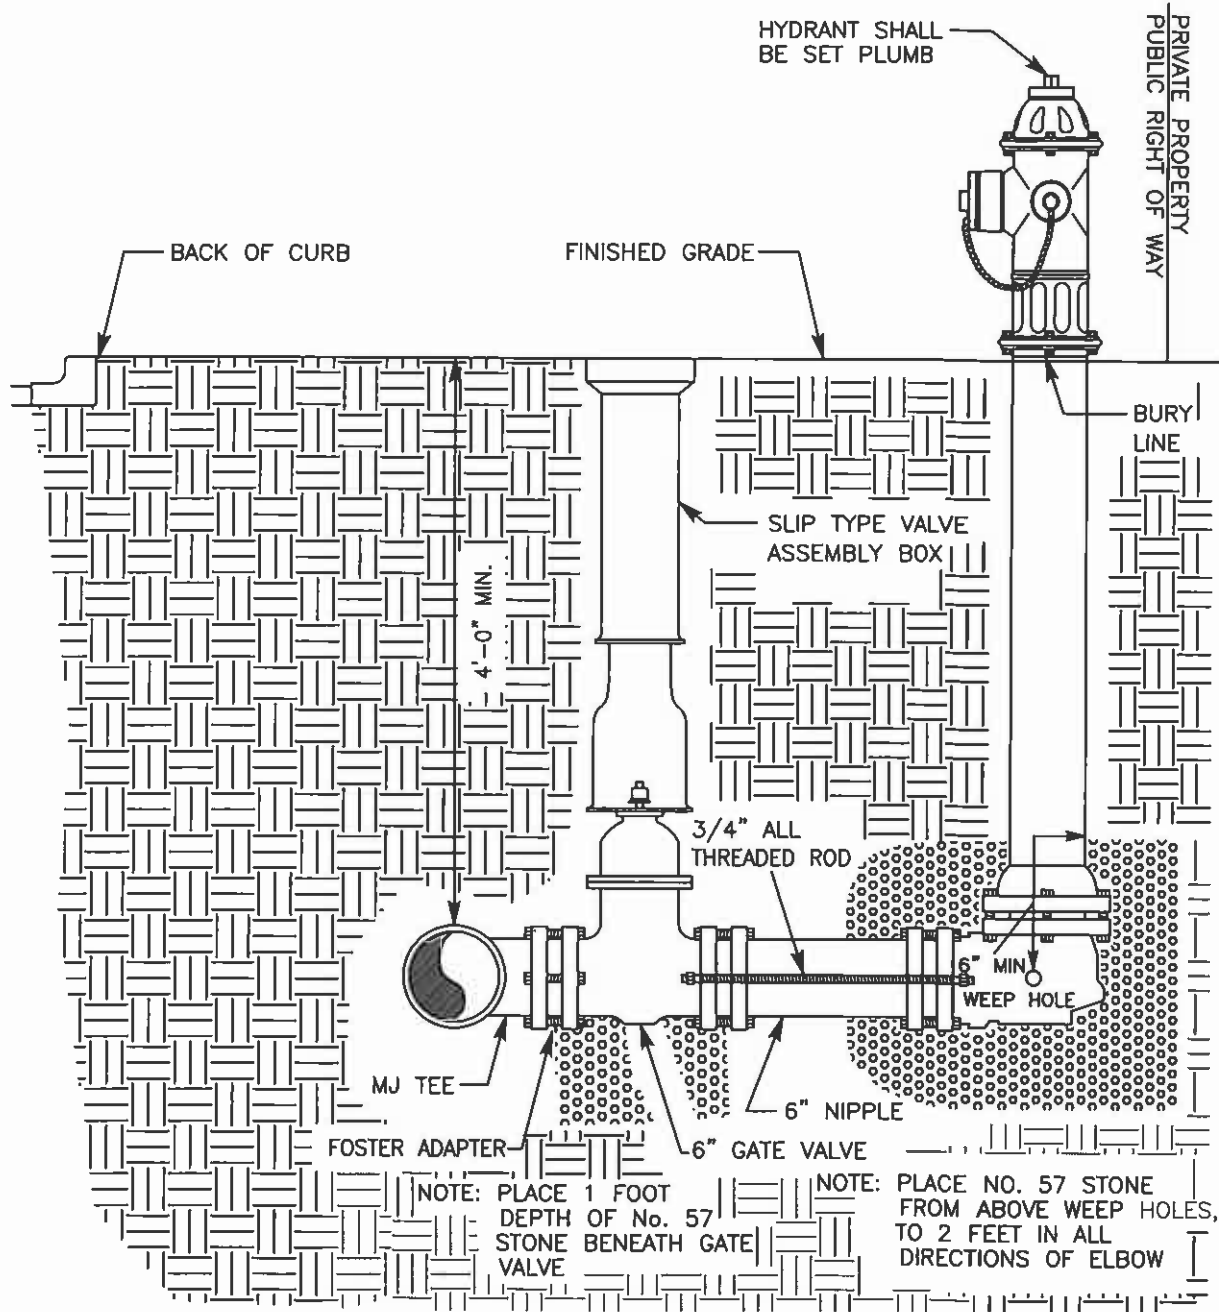 HYDRANT SHALL
BE SET PLUMB
PRIVATE PROPERTY
PUBLIC RIGHT OF WAY
BACK OF CURB
FINISHED GRADE
BURY
LINE
SLIP TYPE VALVE
ASSEMBLY BOX
4'-0" MIN.
3/4" ALL
THREADED ROD
6" MIN
WEEP HOLE
MJ TEE
6" NIPPLE
FOSTER ADAPTER
6" GATE VALVE
NOTE: PLACE 1 FOOT
DEPTH OF No. 57
STONE BENEATH GATE
VALVE
NOTE: PLACE NO. 57 STONE
FROM ABOVE WEEP HOLES,
TO 2 FEET IN ALL
DIRECTIONS OF ELBOW